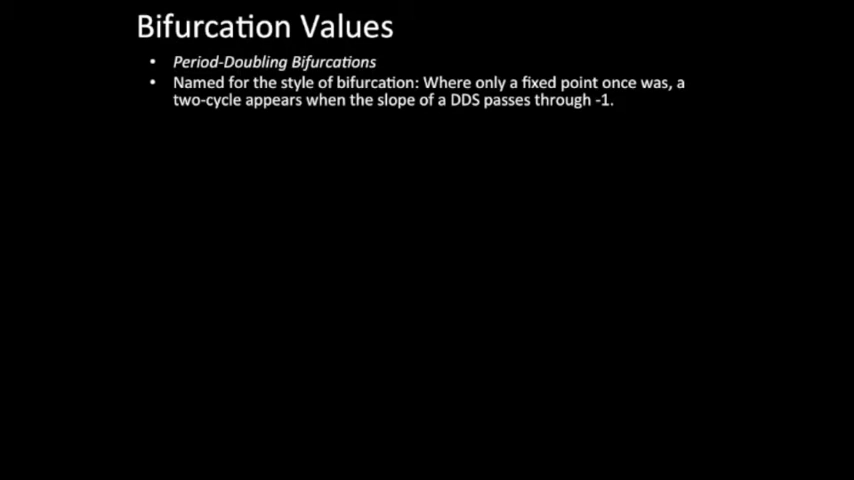 Bifurcation Values
• Period-Doubling Bifurcations
• Named for the style of bifurcation: Where only a fixed point once was, a
two-cycle appears when the slope of a DDS passes through -1.